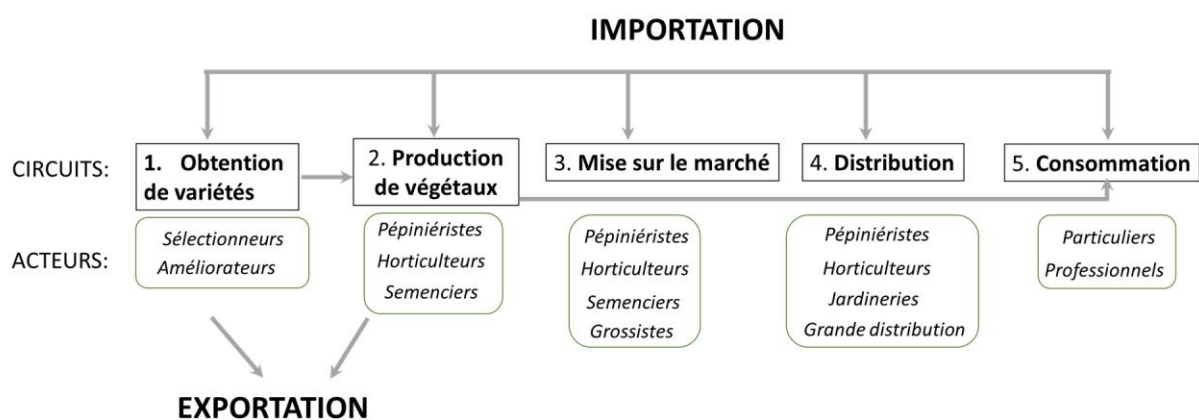 IMPORTATION
CIRCUITS:
1. Obtention
de variétés
2. Production
de végétaux
3. Mise sur le marché
4. Distribution
5. Consommation
ACTEURS:
Sélectionneurs
Améliorateurs
Pépiniéristes
Horticulteurs
Semenciers
Pépiniéristes
Horticulteurs
Semenciers
Grossistes
Pépiniéristes
Horticulteurs
Jardineries
Grande distribution
Particuliers
Professionnels
EXPORTATION